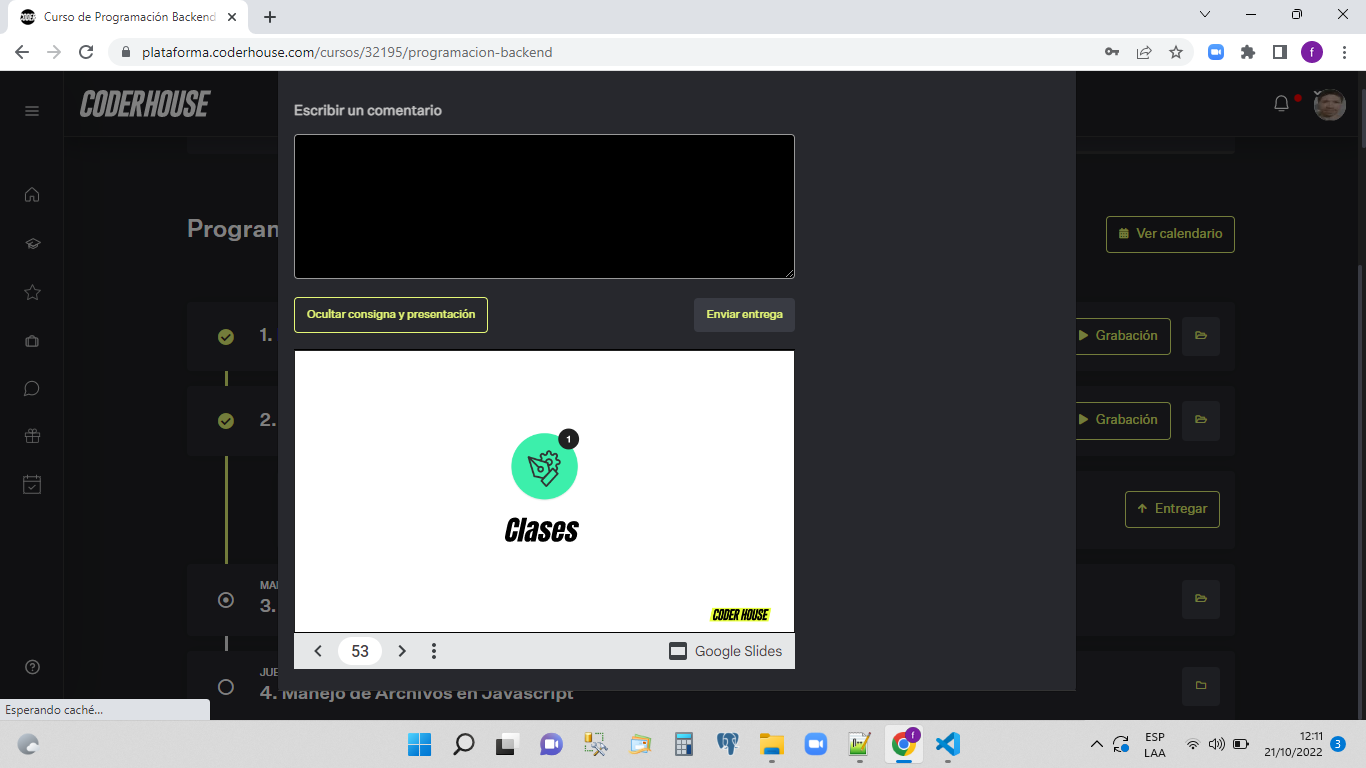 Curso de Programación Backend
plataforma.coderhouse.com/cursos/32195/programacion-backend
f
CODERHOUSE
Escribir un comentario
Program
Ver calendario
Ocultar consigna y presentación
Enviar entrega
1.
Grabación
2.
Grabación
1
Clases
Entregar
CODER HOUSE
MA
3.
53
Google Slides
JUE
4. Manejo de Archivos en Javascript
Esperando caché...
f
ESP
LAA
12:11
21/10/2022
3